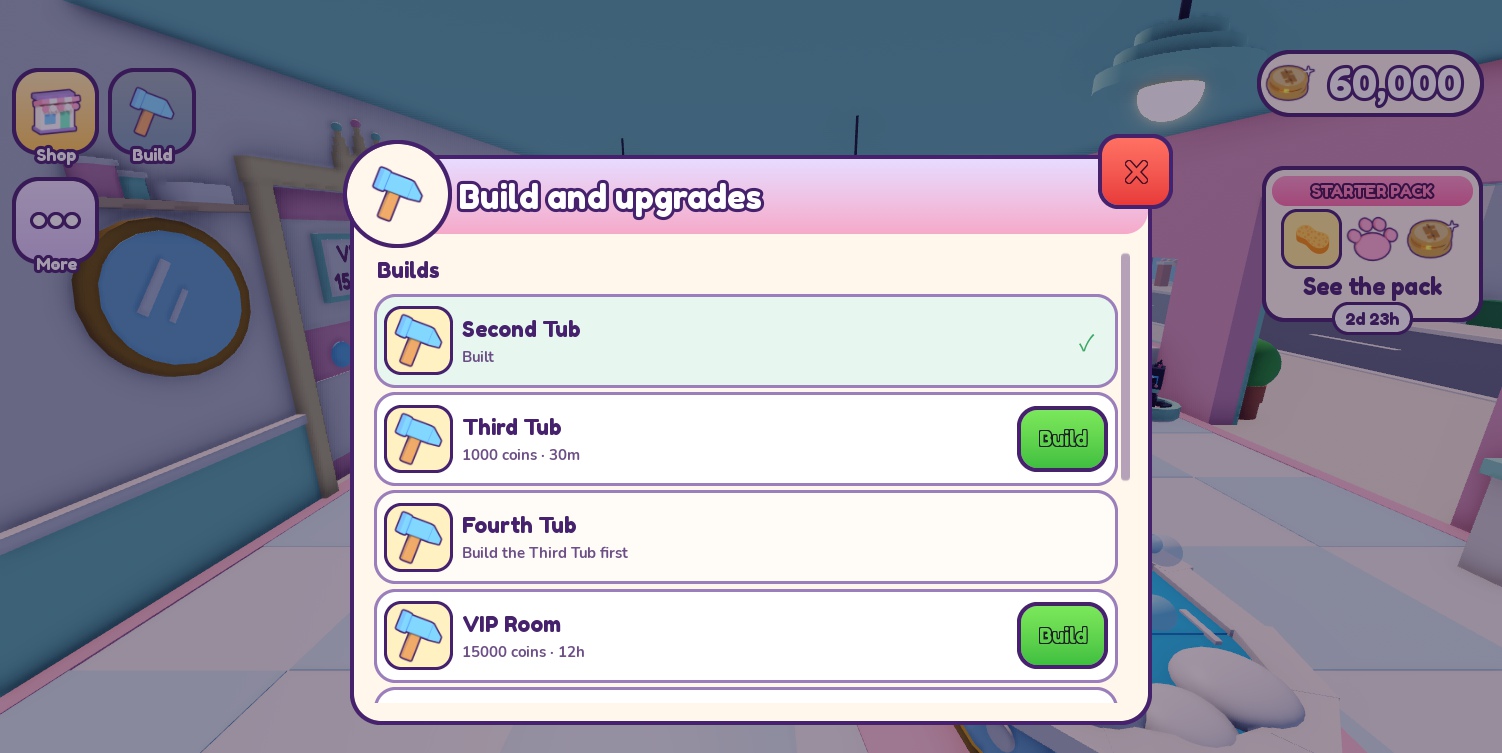 Shop
Build
More
60,000
STARTER PACK
See the pack
2d 23h
Build and upgrades
Builds
Second Tub
Built
✓
Third Tub
1000 coins · 30m
Build
Fourth Tub
Build the Third Tub first
VIP Room
15000 coins · 12h
Build